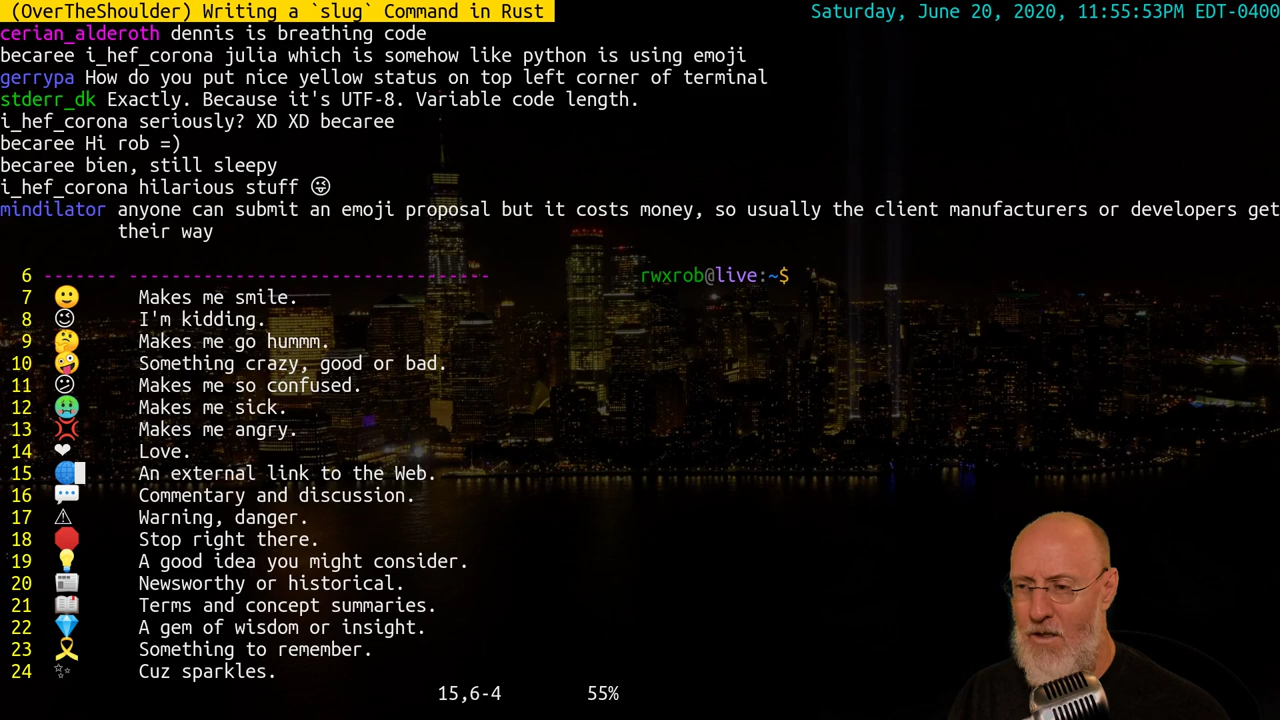 (OverTheShoulder) Writing a `slug` Command in Rust
Saturday, June 20, 2020, 11:55:53PM EDT-0400
cerian_alderoth dennis is breathing code
becaree i_hef_corona julia which is somehow like python is using emoji
gerrypa How do you put nice yellow status on top left corner of terminal
stderr_dk Exactly. Because it's UTF-8. Variable code length.
i_hef_corona seriously? XD XD becaree
becaree Hi rob =)
becaree bien, still sleepy
i_hef_corona hilarious stuff 😜
mindilator anyone can submit an emoji proposal but it costs money, so usually the client manufacturers or developers get
their way
6 ------- ----------------------------------
rwxrob@live:~$
7 🙂 Makes me smile.
8 😉 I'm kidding.
9 🤔 Makes me go hummm.
10 🤪 Something crazy, good or bad.
11 😕 Makes me so confused.
12 🤢 Makes me sick.
13 💢 Makes me angry.
14 ❤ Love.
15 🌐 An external link to the Web.
16 💬 Commentary and discussion.
17 ⚠ Warning, danger.
18 🛑 Stop right there.
19 💡 A good idea you might consider.
20 📰 Newsworthy or historical.
21 📖 Terms and concept summaries.
22 💎 A gem of wisdom or insight.
23 🎗 Something to remember.
24 ✨ Cuz sparkles.
15,6-4 55%